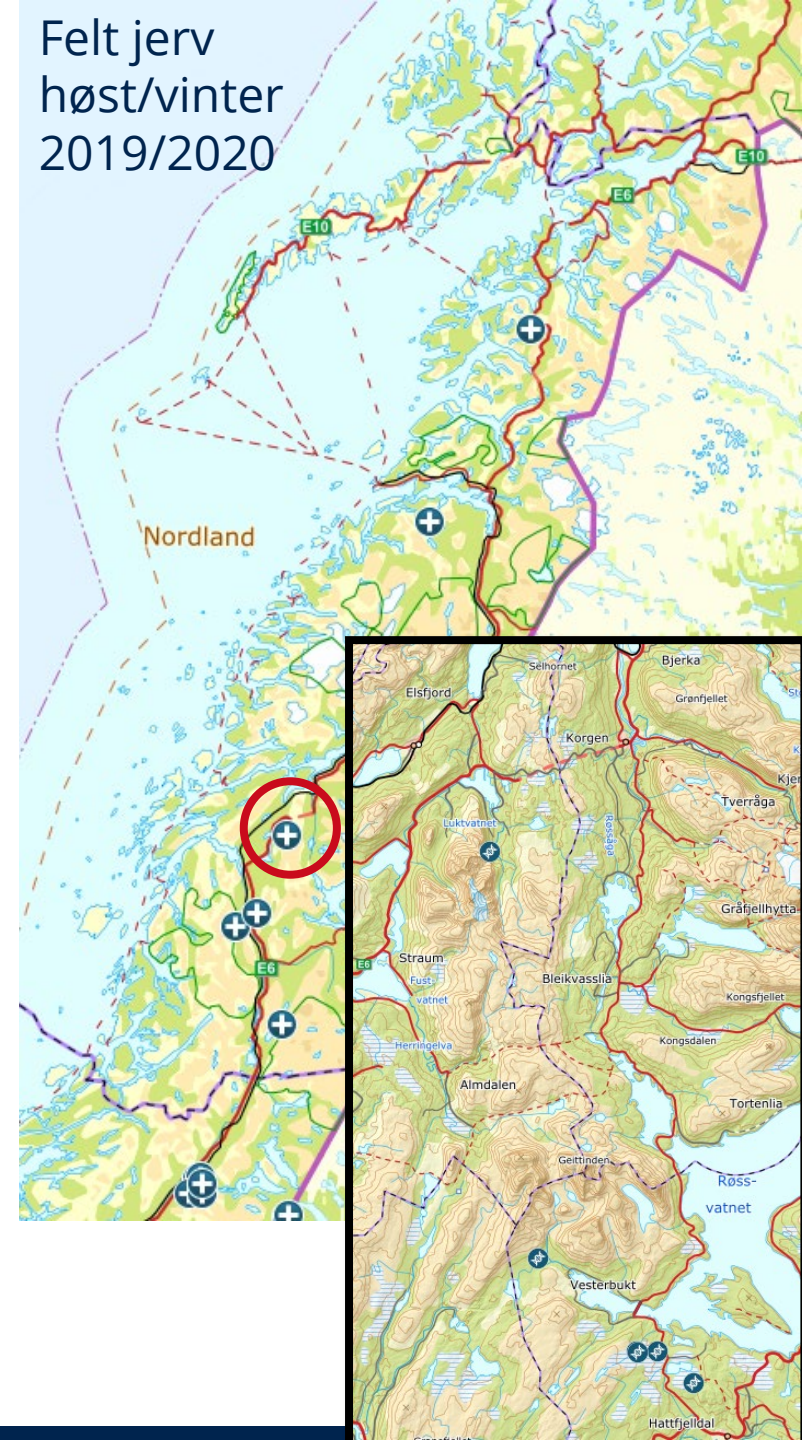 Felt jerv
høst/vinter
2019/2020
E10
E6
E10
Nordland
E6
Selhornet
Bjerka
Elsfjord
Grønfjellet
Korgen
Tverråga
Luktvatnet
Røssåga
Gråfjellhytta
Straum
E6
Fust-
vatnet
Bleikvasslia
Kongsfjellet
Herringelva
Kongsdalen
Almdalen
Tortenlia
Geittinden
Røss-
vatnet
Vesterbukt
Hattfjelldal